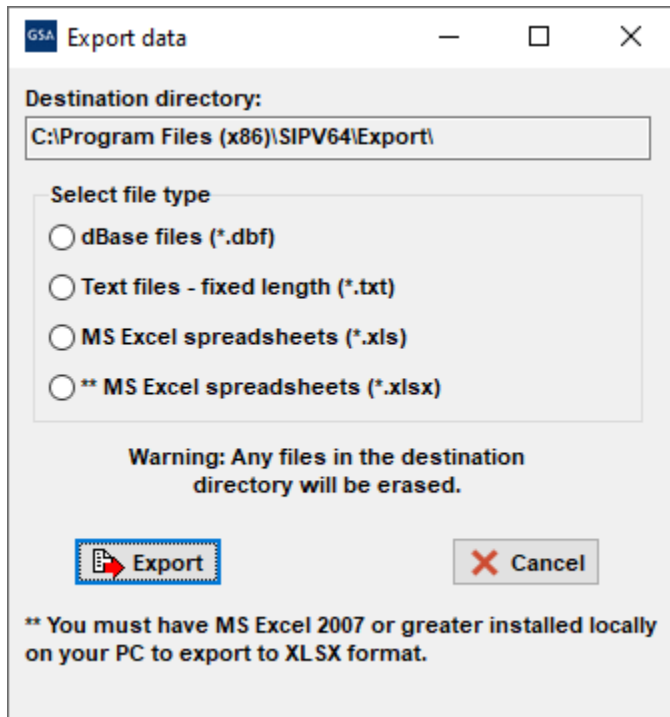 GSA Export data
Destination directory:
C:\Program Files (x86)\SIPV64\Export\
Select file type
dBase files (*.dbf)
Text files - fixed length (*.txt)
MS Excel spreadsheets (*.xls)
** MS Excel spreadsheets (*.xlsx)
Warning: Any files in the destination
directory will be erased.
Export Cancel
** You must have MS Excel 2007 or greater installed locally
on your PC to export to XLSX format.